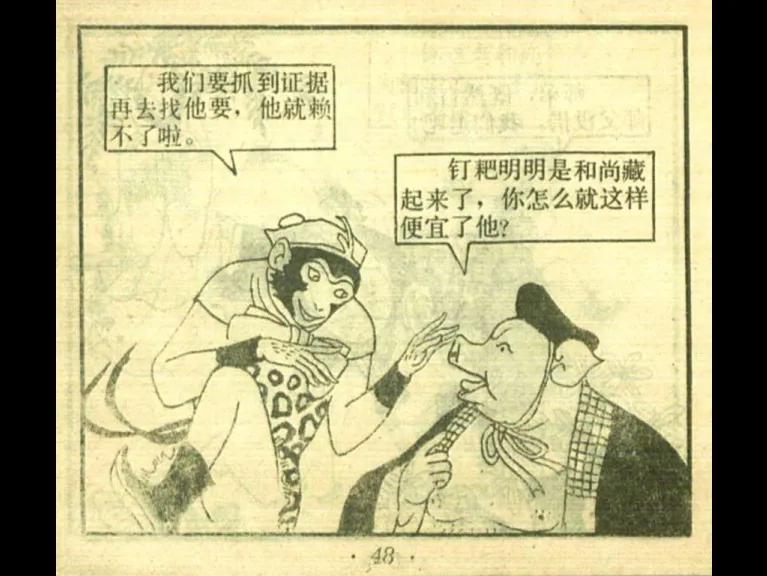 我们要抓到证据
再去找他要，他就赖
不了啦。
钉耙明明是和尚藏
起来了，你怎么就这样
便宜了他？
·48·